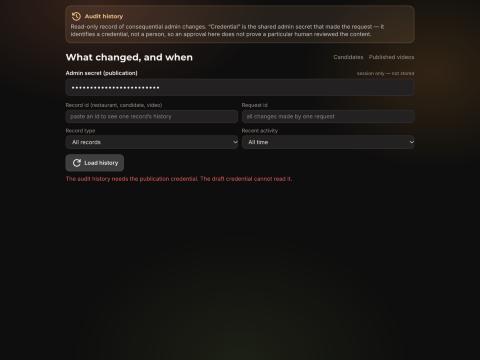 Audit history
Read-only record of consequential admin changes. "Credential" is the shared admin secret that made the request — it
identifies a credential, not a person, so an approval here does not prove a particular human reviewed the content.
What changed, and when
Candidates Published videos
Admin secret (publication)
session only — not stored
••••••••••••••••••••••••
Record id (restaurant, candidate, video)
Request id
paste an id to see one record's history
all changes made by one request
Record type
Recent activity
All records
All time
Load history
The audit history needs the publication credential. The draft credential cannot read it.